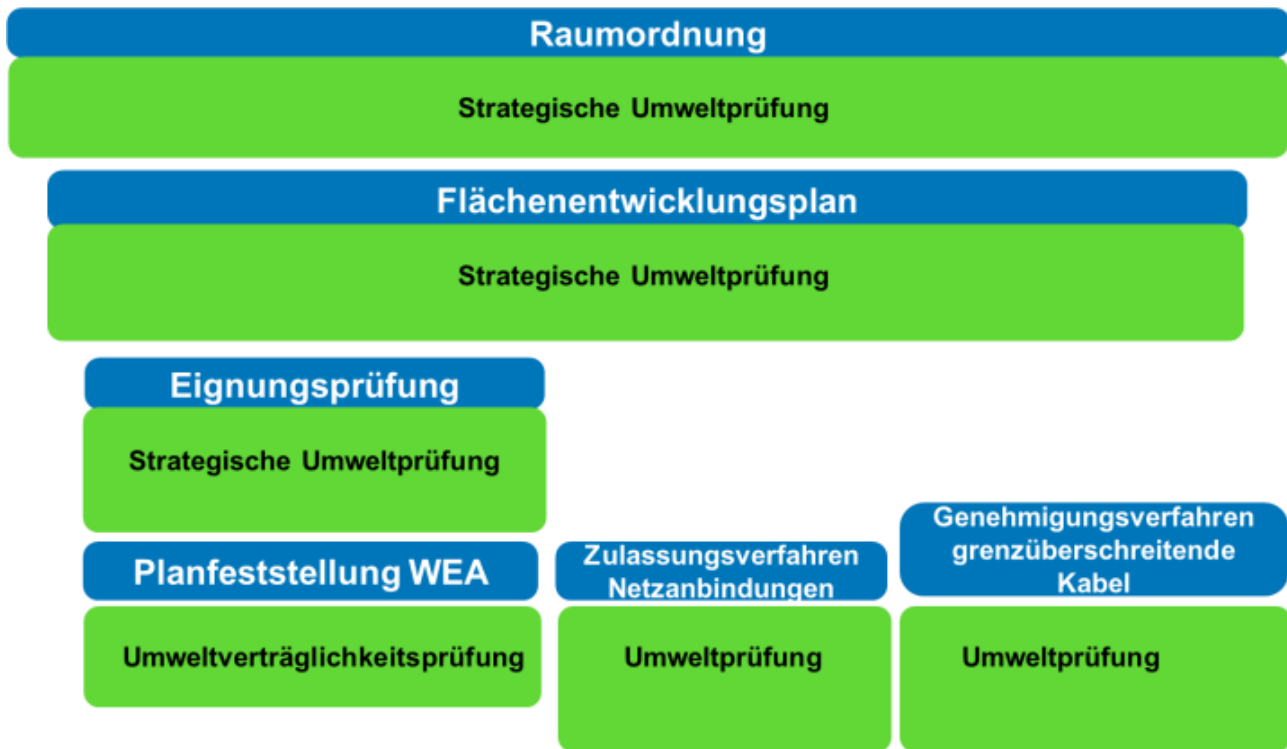 Raumordnung
Strategische Umweltprüfung
Flächenentwicklungsplan
Strategische Umweltprüfung
Eignungsprüfung
Strategische Umweltprüfung
Planfeststellung WEA
Umweltverträglichkeitsprüfung
Zulassungsverfahren
Netzanbindungen
Umweltprüfung
Genehmigungsverfahren
grenzüberschreitende
Kabel
Umweltprüfung